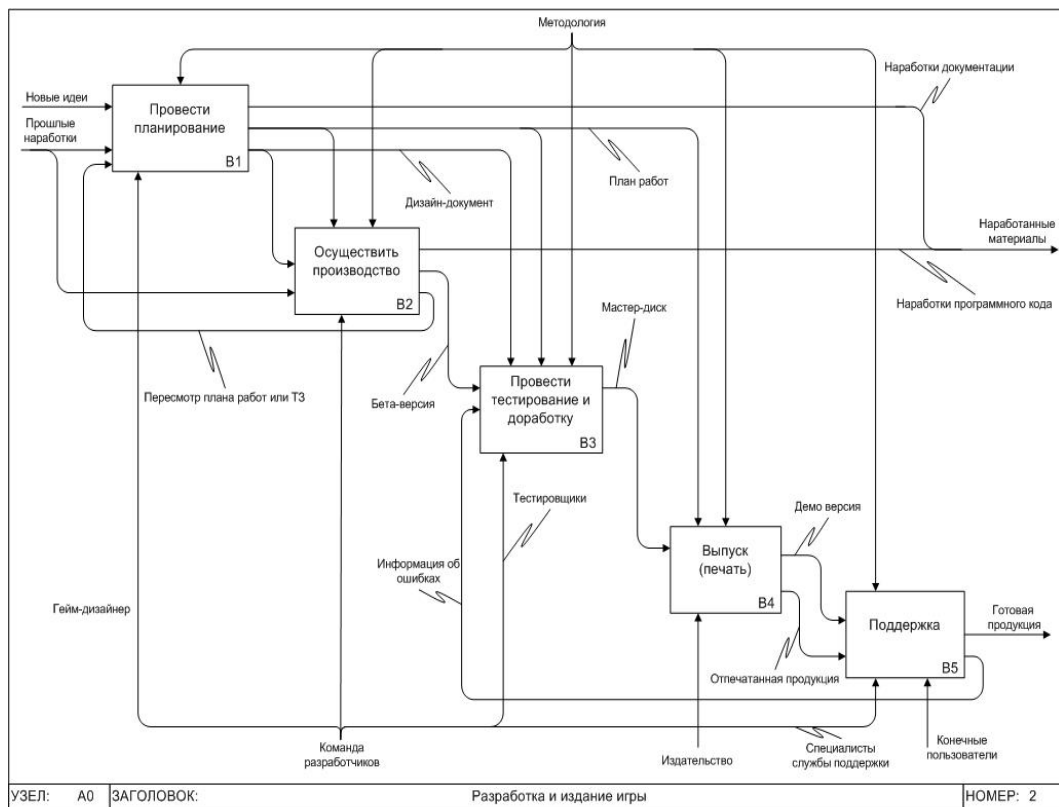 Методология
Наработки документации
Новые идеи
Провести
планирование
B1
Прошлые
наработки
Дизайн-документ
План работ
Наработанные
материалы
Осуществить
производство
B2
Наработки программного кода
Мастер-диск
Пересмотр плана работ или ТЗ
Бета-версия
Провести
тестирование и
доработку
B3
Тестировщики
Демо версия
Выпуск
(печать)
B4
Информация об
ошибках
Гейм-дизайнер
Поддержка
B5
Готовая
продукция
Отпечатанная продукция
Команда
разработчиков
Издательство
Специалисты
службы поддержки
Конечные
пользователи
УЗЕЛ: A0
ЗАГОЛОВОК:
Разработка и издание игры
НОМЕР: 2